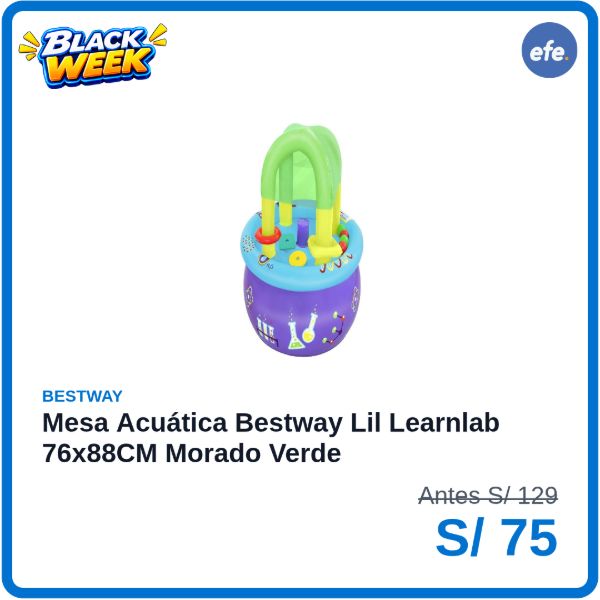 BLACK
WEEK
efe.
BESTWAY
Mesa Acuática Bestway Lil Learnlab
76x88CM Morado Verde
Antes S/ 129
S/ 75